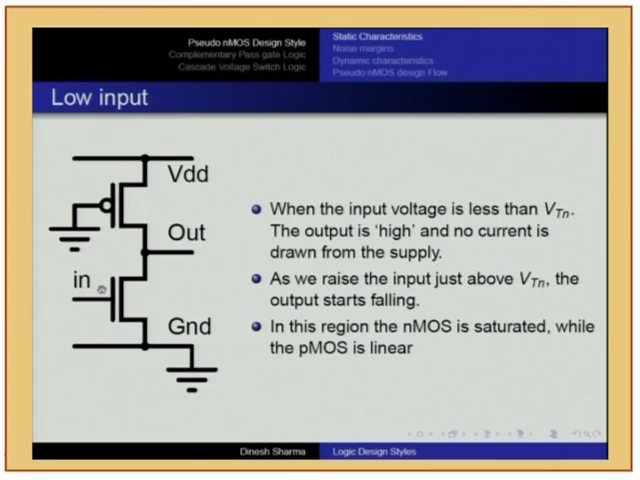 Pseudo nMOS Design Style
Complementary Pass gate Logic
Cascade Voltage Switch Logic
Static Characteristics
Noise margins
Dynamic characteristics
Pseudo nMOS design Flow
Low input
Vdd
Out
in
Gnd
When the input voltage is less than VTn.
The output is ‘high’ and no current is
drawn from the supply.
As we raise the input just above VTn, the
output starts falling.
In this region the nMOS is saturated, while
the pMOS is linear
Dinesh Sharma
Logic Design Styles